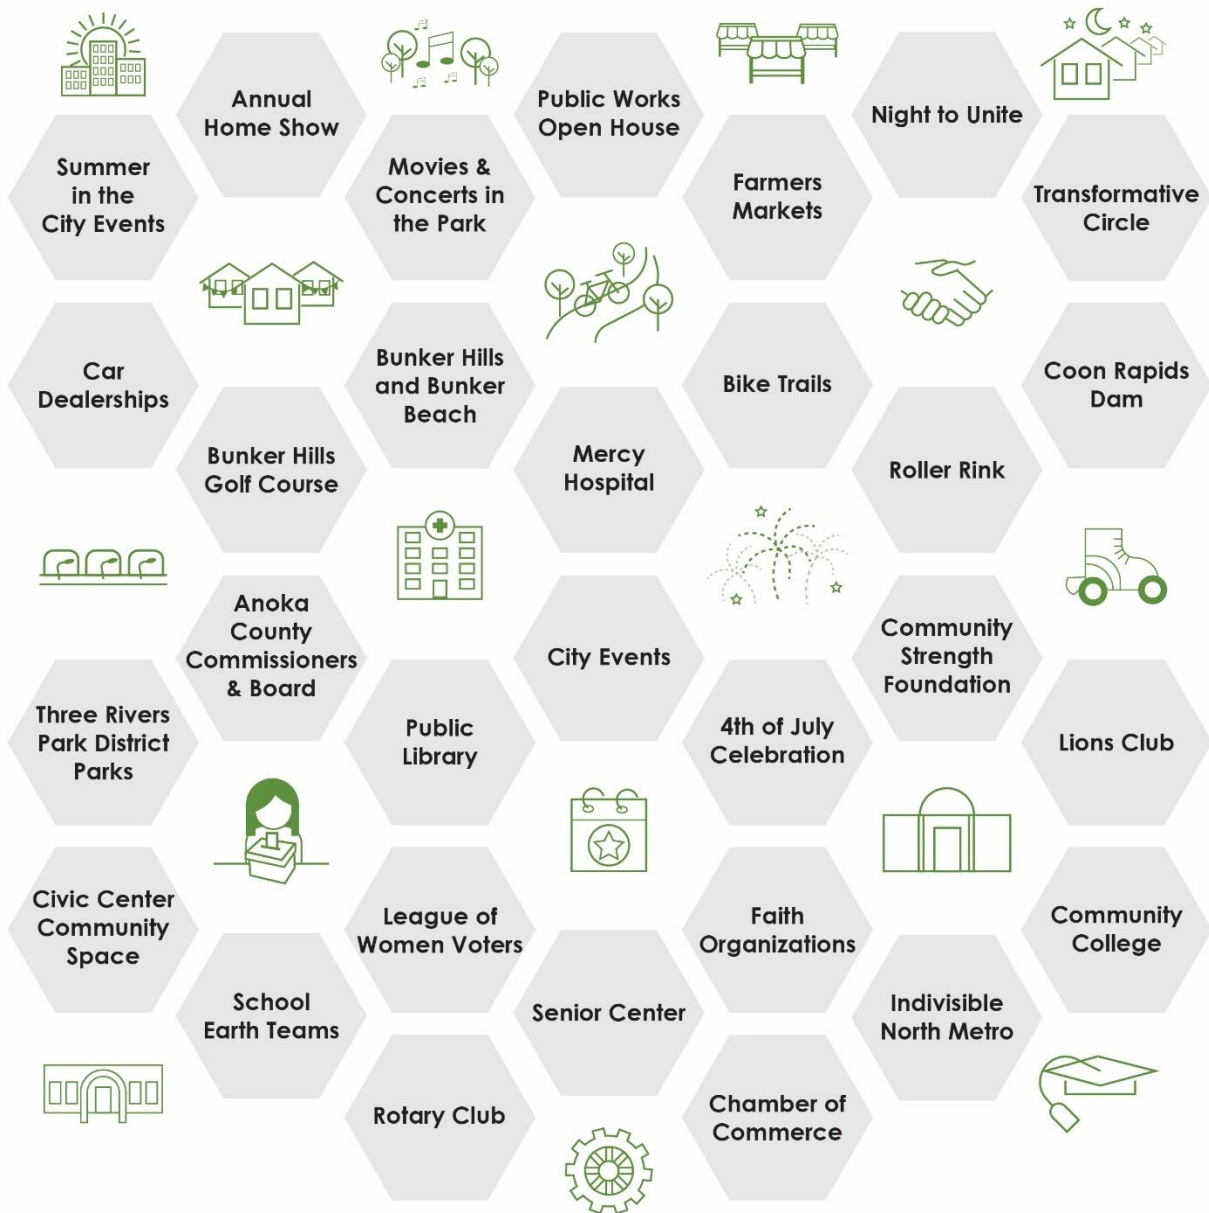 Annual
Home Show
Public Works
Open House
Night to Unite
Summer
in the
City Events
Movies &
Concerts in
the Park
Farmers
Markets
Transformative
Circle
Car
Dealerships
Bunker Hills
and Bunker
Beach
Bike Trails
Coon Rapids
Dam
Bunker Hills
Golf Course
Mercy
Hospital
Roller Rink
Anoka
County
Commissioners
& Board
City Events
Community
Strength
Foundation
Three Rivers
Park District
Parks
Public
Library
4th of July
Celebration
Lions Club
Civic Center
Community
Space
League of
Women Voters
Faith
Organizations
Community
College
School
Earth Teams
Senior Center
Indivisible
North Metro
Rotary Club
Chamber of
Commerce